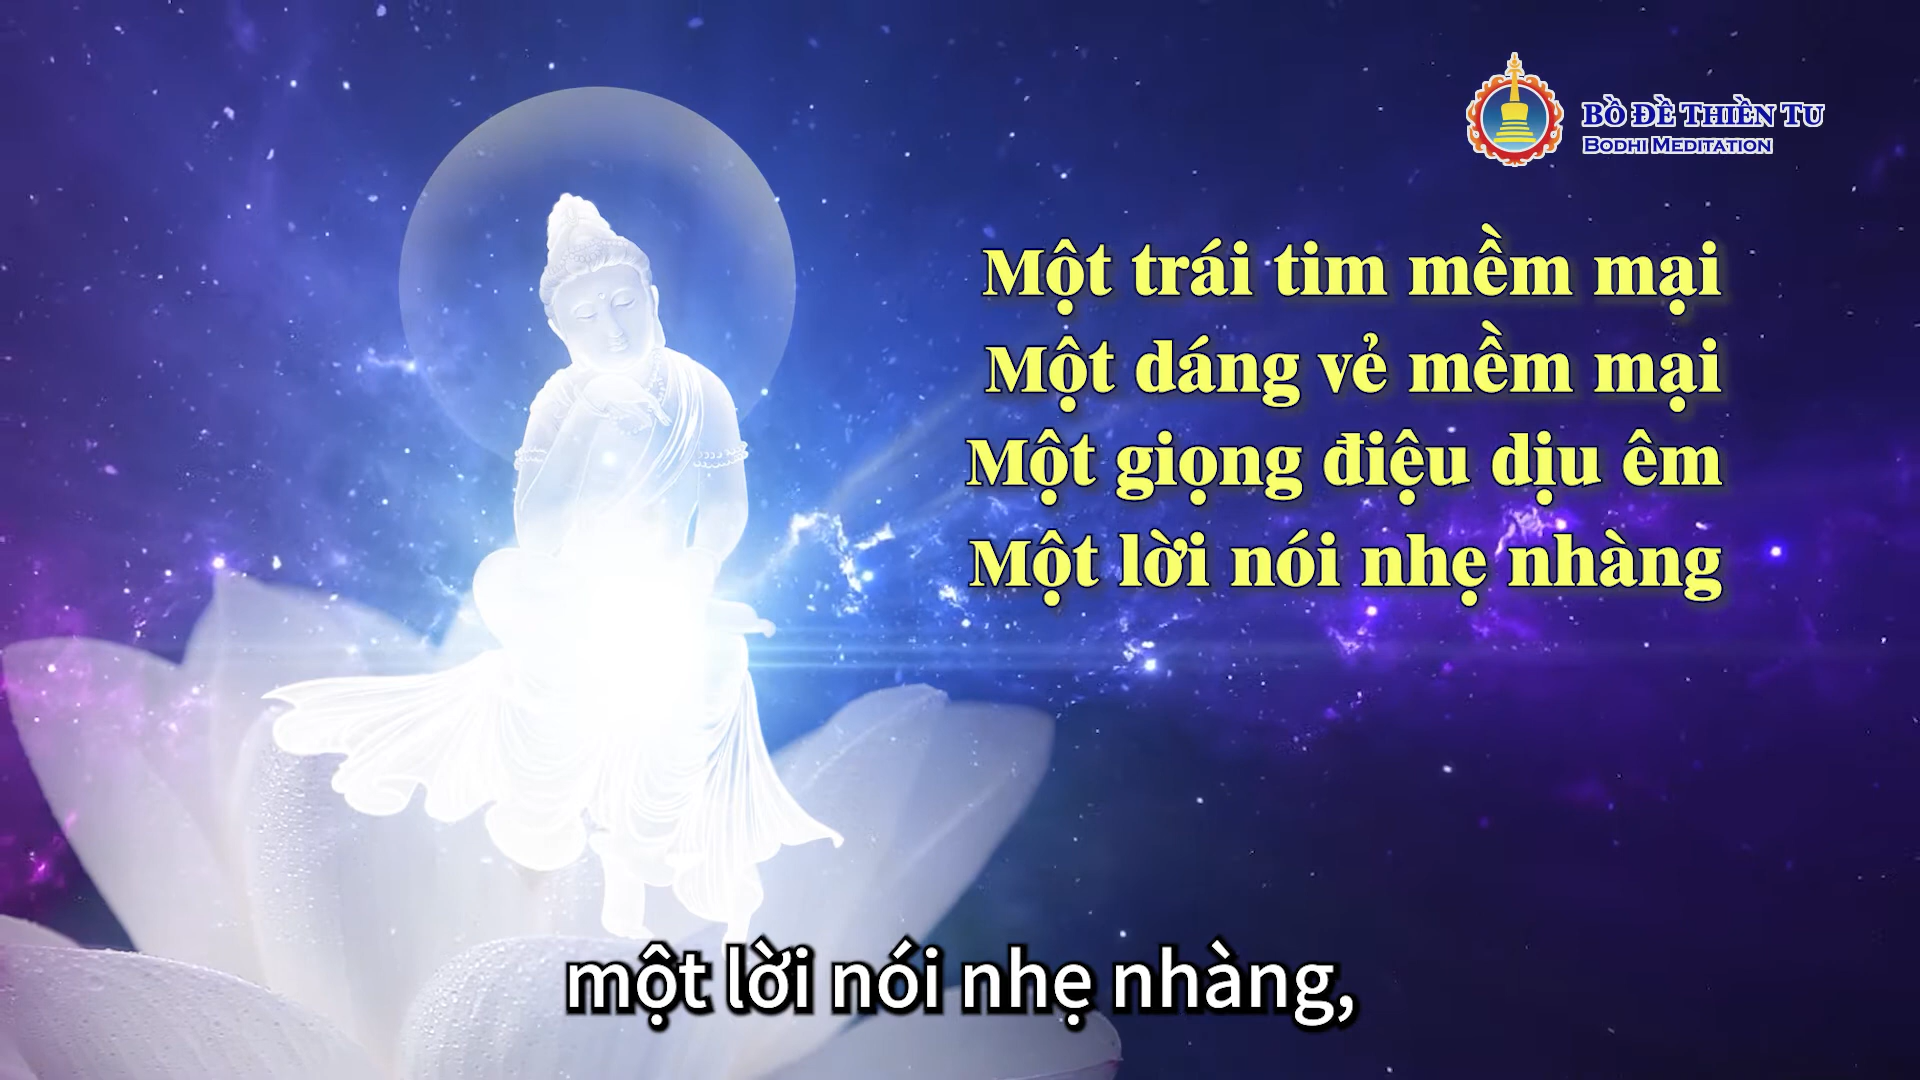 BỒ ĐỀ THIỀN TU
BODHI MEDITATION
Một trái tim mềm mại
Một dáng vẻ mềm mại
Một giọng điệu dịu êm
Một lời nói nhẹ nhàng
một lời nói nhẹ nhàng,